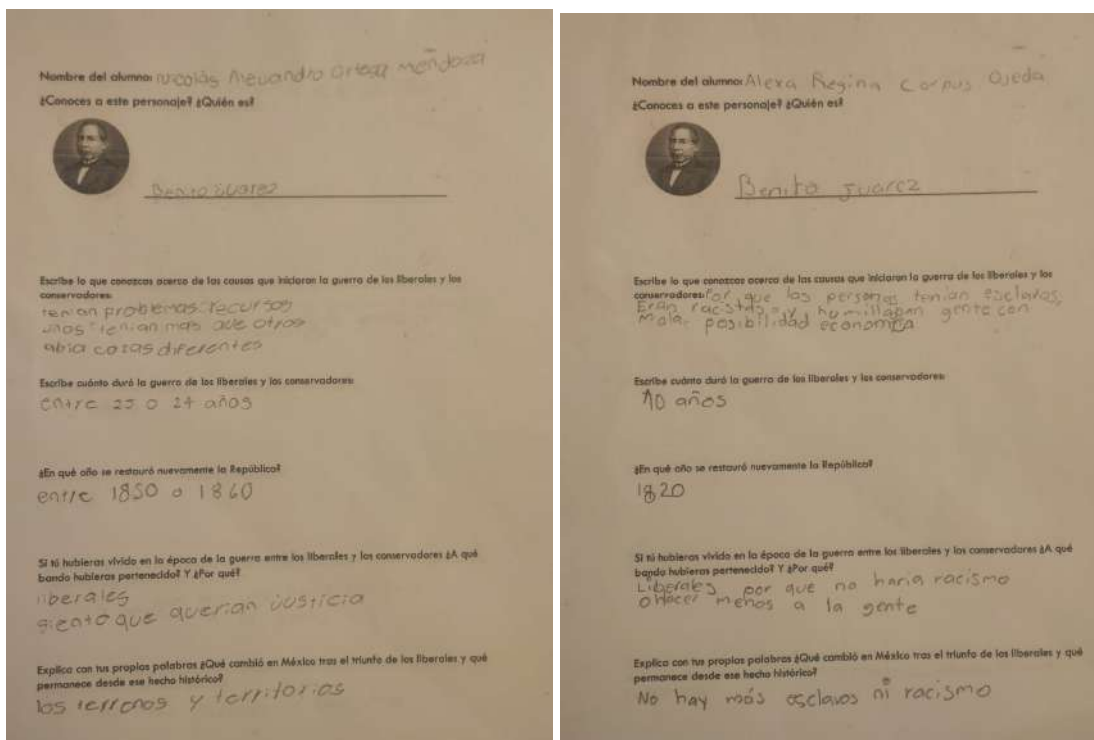 Nombre del alumno: Nicolás Alexandro Ortega Mendoza
¿Conoces a este personaje? ¿Quién es?
Benito Juarez
Escribe lo que conozcas acerca de las causas que iniciaron la guerra de los liberales y los
conservadores:
tenian problemas recursos
unos tenian mas que otros
abia cozas diferentes
Escribe cuánto duró la guerra de los liberales y los conservadores:
entre 25 o 24 años
¿En qué año se restauró nuevamente la República?
entre 1850 o 1860
Si tú hubieras vivido en la época de la guerra entre los liberales y los conservadores ¿A qué
bando hubieras pertenecido? Y ¿Por qué?
liberales
siento que querian justicia
Explica con tus propias palabras ¿Qué cambió en México tras el triunfo de los liberales y qué
permanece desde ese hecho histórico?
los terrenos y territorios
Nombre del alumno: Alexa Regina Corpus Ojeda
¿Conoces a este personaje? ¿Quién es?
Benito Juarez
Escribe lo que conozcas acerca de las causas que iniciaron la guerra de los liberales y los
conservadores: Por que las personas tenian esclavos,
Eran racistas y humillaban gente con
Mala posibilidad economica
Escribe cuánto duró la guerra de los liberales y los conservadores:
10 años
¿En qué año se restauró nuevamente la República?
1820
Si tú hubieras vivido en la época de la guerra entre los liberales y los conservadores ¿A qué
bando hubieras pertenecido? Y ¿Por qué?
Liberales por que no haria racismo
o hacer menos a la gente
Explica con tus propias palabras ¿Qué cambió en México tras el triunfo de los liberales y qué
permanece desde ese hecho histórico?
No hay más esclavos ni racismo